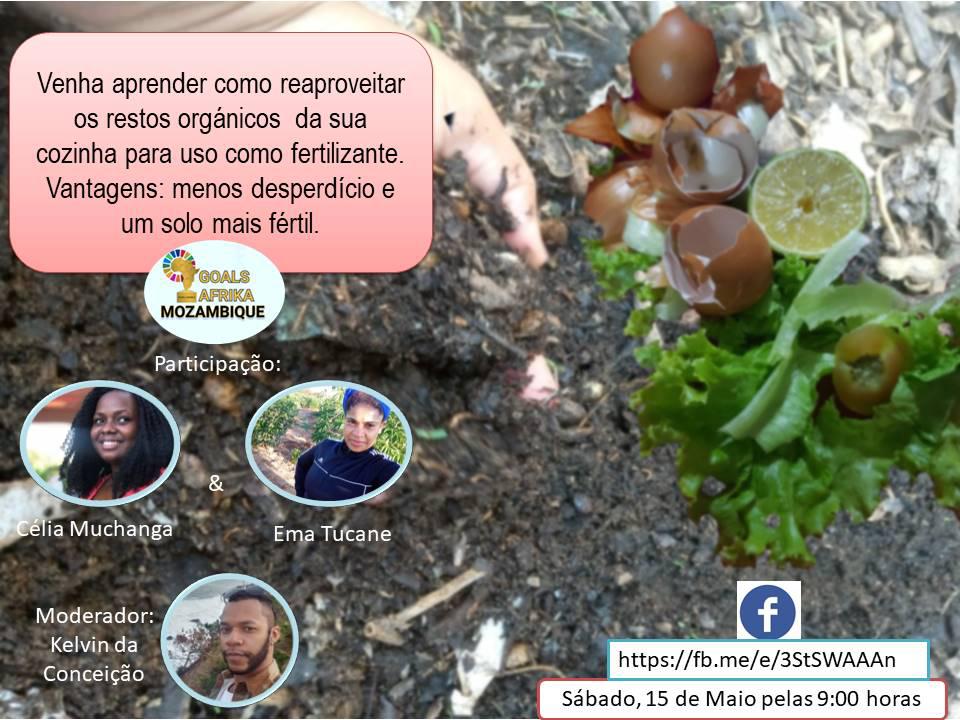 Venha aprender como reaproveitar
os restos orgánicos da sua
cozinha para uso como fertilizante.
Vantagens: menos desperdício e
um solo mais fértil.
GOALS
AFRIKA
MOZAMBIQUE
Participação:
&
Célia Muchanga
Ema Tucane
Moderador:
Kelvin da
Conceição
f
https://fb.me/e/3StSWAAAn
Sábado, 15 de Maio pelas 9:00 horas